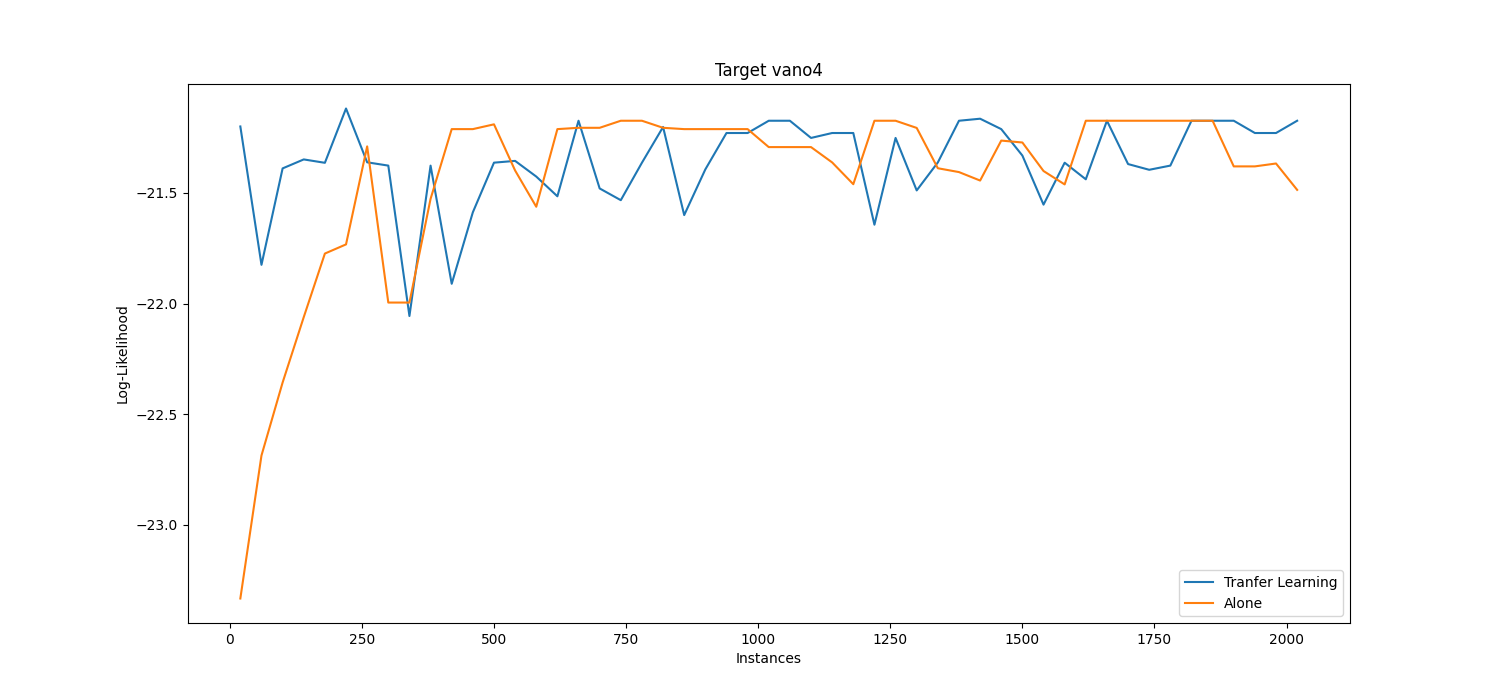 Target vano4
Log-Likelihood
−21.5
−22.0
−22.5
−23.0
0
250
500
750
1000
1250
1500
1750
2000
Instances
Tranfer Learning
Alone